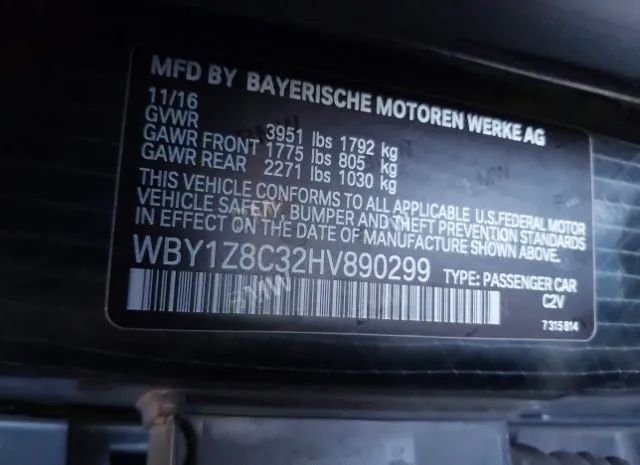 MFD BY BAYERISCHE MOTOREN WERKE AG
11/16
GVWR 3951 lbs 1792 kg
GAWR FRONT 1775 lbs 805 kg
GAWR REAR 2271 lbs 1030 kg
THIS VEHICLE CONFORMS TO ALL APPLICABLE U.S.FEDERAL MOTOR
VEHICLE SAFETY, BUMPER AND THEFT PREVENTION STANDARDS
IN EFFECT ON THE DATE OF MANUFACTURE SHOWN ABOVE.
WBY1Z8C32HV890299 TYPE: PASSENGER CAR
C2V
BMW
7315814